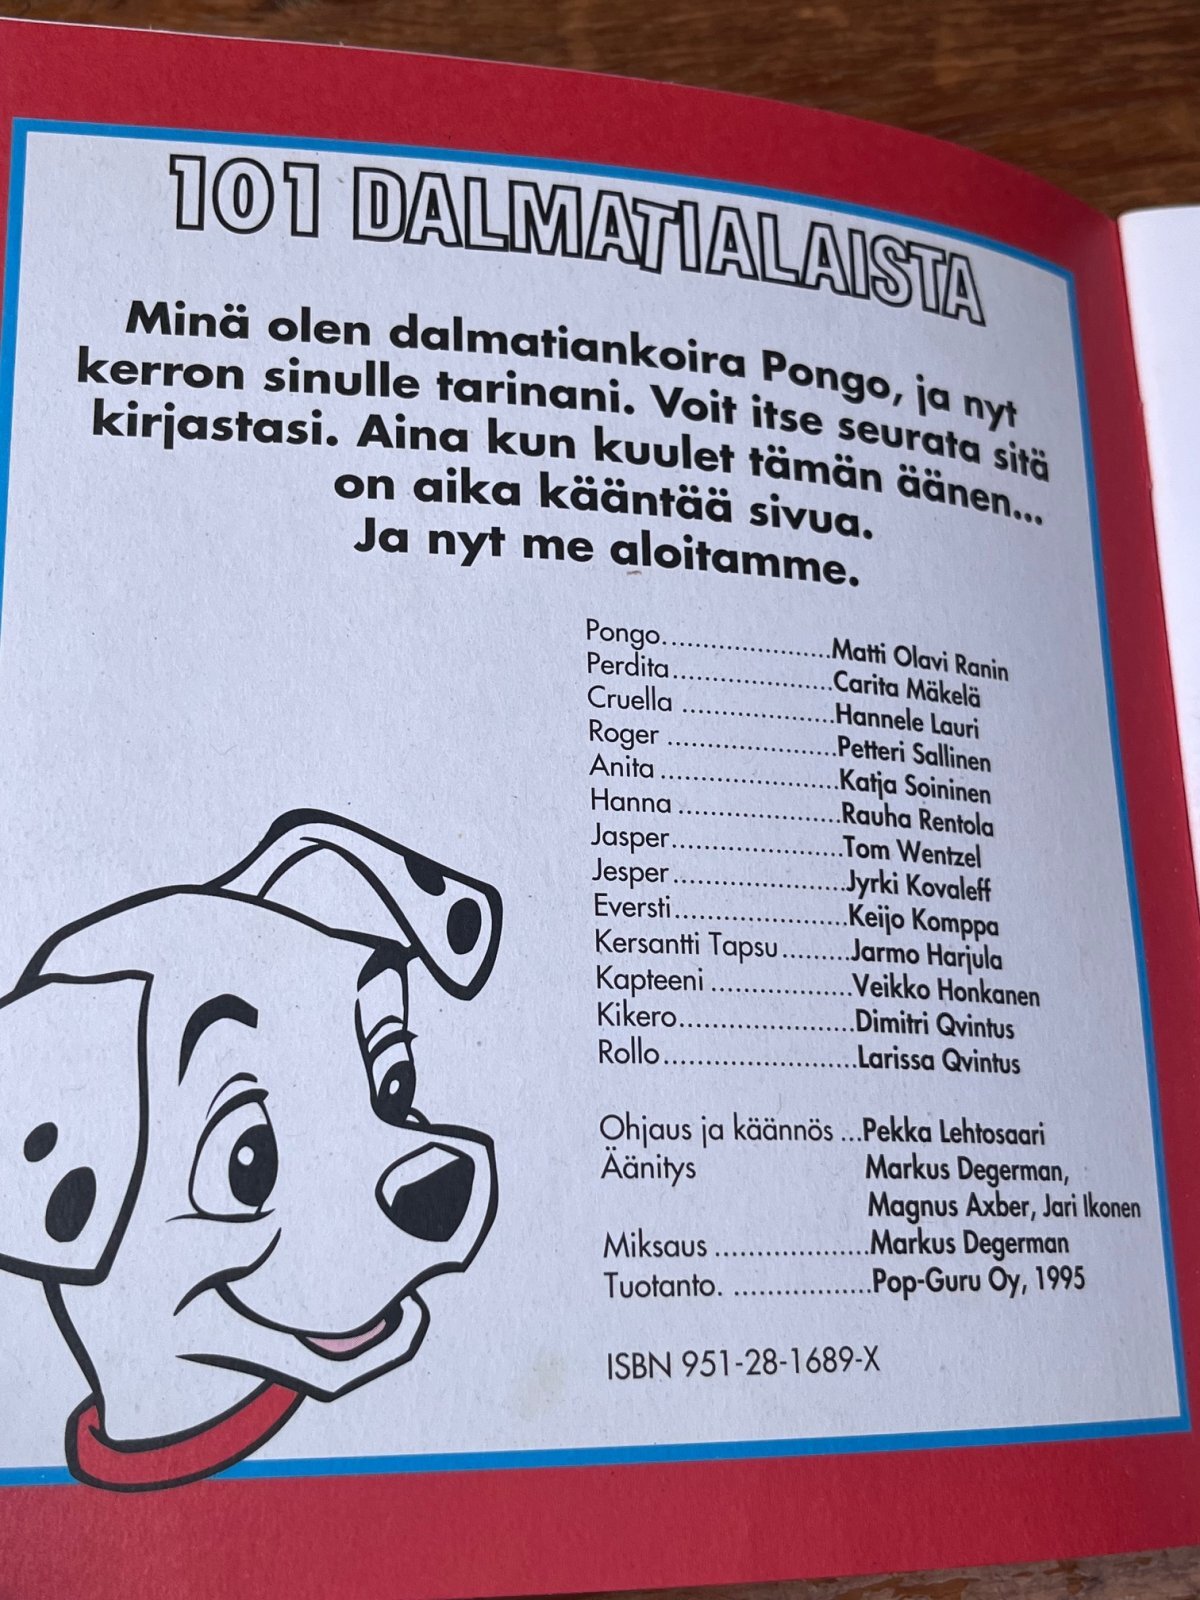 101 DALMATIALAISTA
Minä olen dalmatiankoira Pongo, ja nyt
kerron sinulle tarinani. Voit itse seurata sitä
kirjastasi. Aina kun kuulet tämän äänen...
on aika kääntää sivua.
Ja nyt me aloitamme.
Pongo.....................Matti Olavi Ranin
Perdita....................Carita Mäkelä
Cruella ...................Hannele Lauri
Roger .....................Petteri Sallinen
Anita ......................Katja Soininen
Hanna ....................Rauha Rentola
Jasper.....................Tom Wentzel
Jesper.....................Jyrki Kovaleff
Eversti.....................Keijo Komppa
Kersantti Tapsu.........Jarmo Harjula
Kapteeni .................Veikko Honkanen
Kikero.....................Dimitri Qvintus
Rollo.......................Larissa Qvintus
Ohjaus ja käännös ...Pekka Lehtosaari
Äänitys Markus Degerman,
Magnus Axber, Jari Ikonen
Miksaus ...................Markus Degerman
Tuotanto. .................Pop-Guru Oy, 1995
ISBN 951-28-1689-X